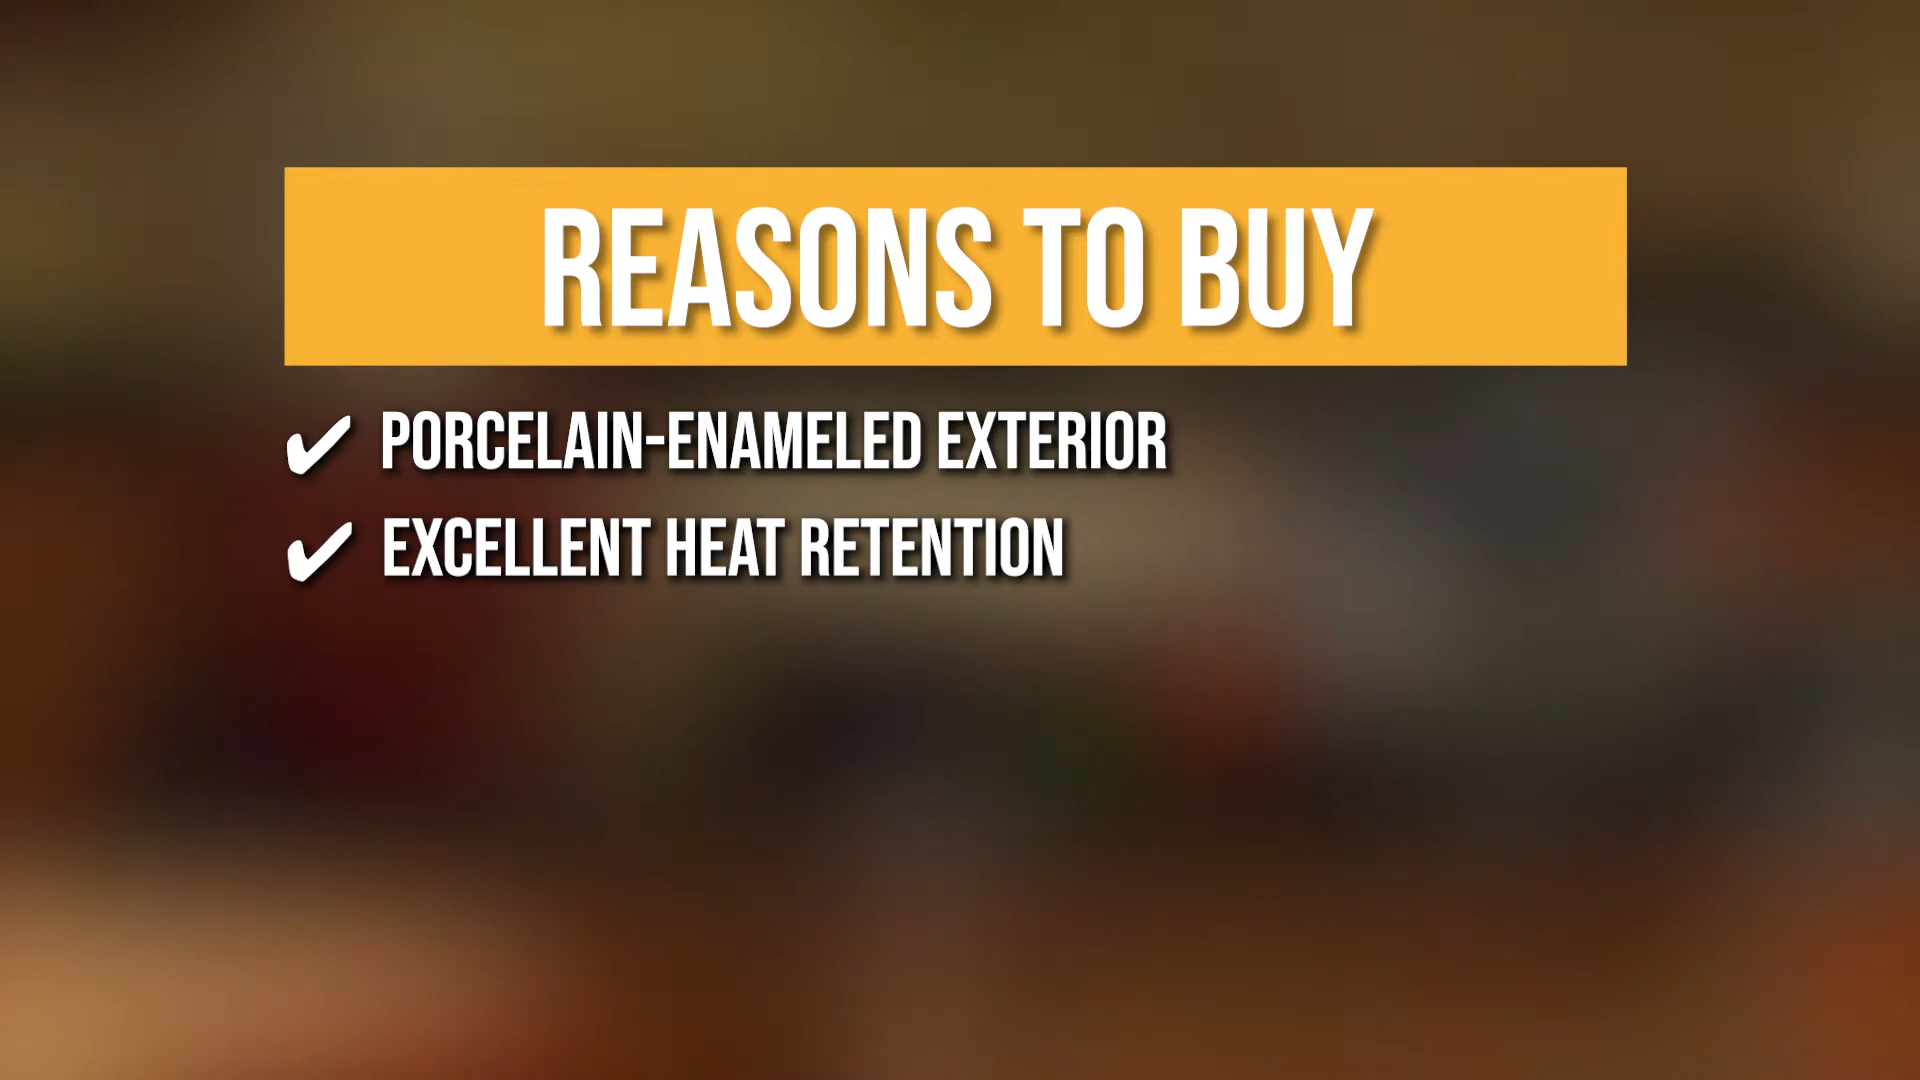 REASONS TO BUY
✔ PORCELAIN-ENAMELED EXTERIOR
✔ EXCELLENT HEAT RETENTION